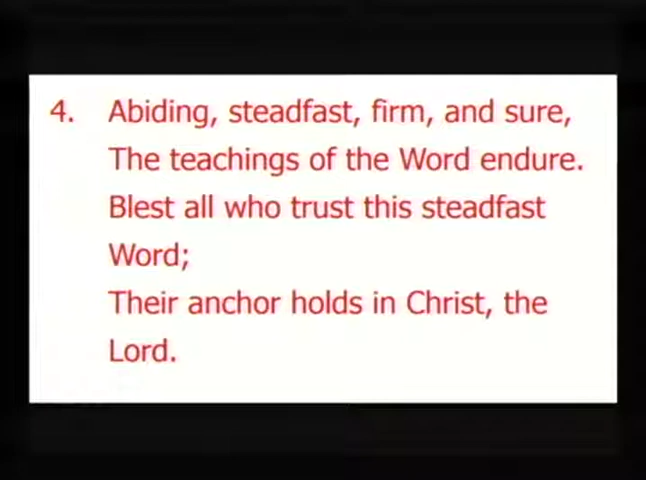 4. Abiding, steadfast, firm, and sure,
The teachings of the Word endure.
Blest all who trust this steadfast
Word;
Their anchor holds in Christ, the
Lord.